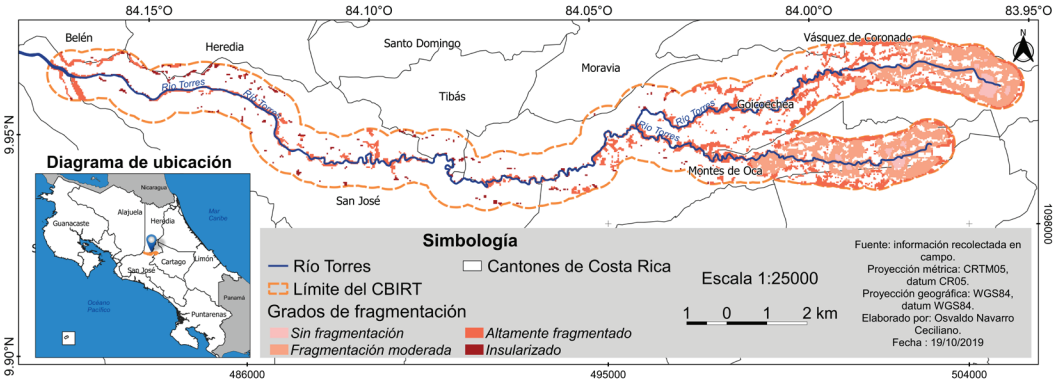 84.15°W
84.10°W
84.05°W
84.00°W
83.95°W
Belén
Heredia
Santo Domingo
Vásquez de Coronado
N
Moravia
Tibás
Río Torres
Río Torres
Río Torres
Goicoechea
Río Torres
9.95°N
Montes de Oca
San José
Diagrama de ubicación
Nicaragua
Alajuela
Heredia
Mar Caribe
Guanacaste
Limón
Cartago
San José
Océano Pacífico
Puntarenas
Panamá
1080000
Simbología
Río Torres
Cantones de Costa Rica
Límite del CBIRT
Grados de fragmentación
Sin fragmentación
Altamente fragmentado
Fragmentación moderada
Insularizado
Escala 1:25000
1 0 1 2 km
Fuente: información recolectada en
campo.
Proyección métrica: CRTM05,
datum CR05.
Proyección geográfica: WGS84,
datum WGS84.
Elaborado por: Osvaldo Navarro
Ceciliano.
Fecha : 19/10/2019
9.90°N
486000
495000
504000